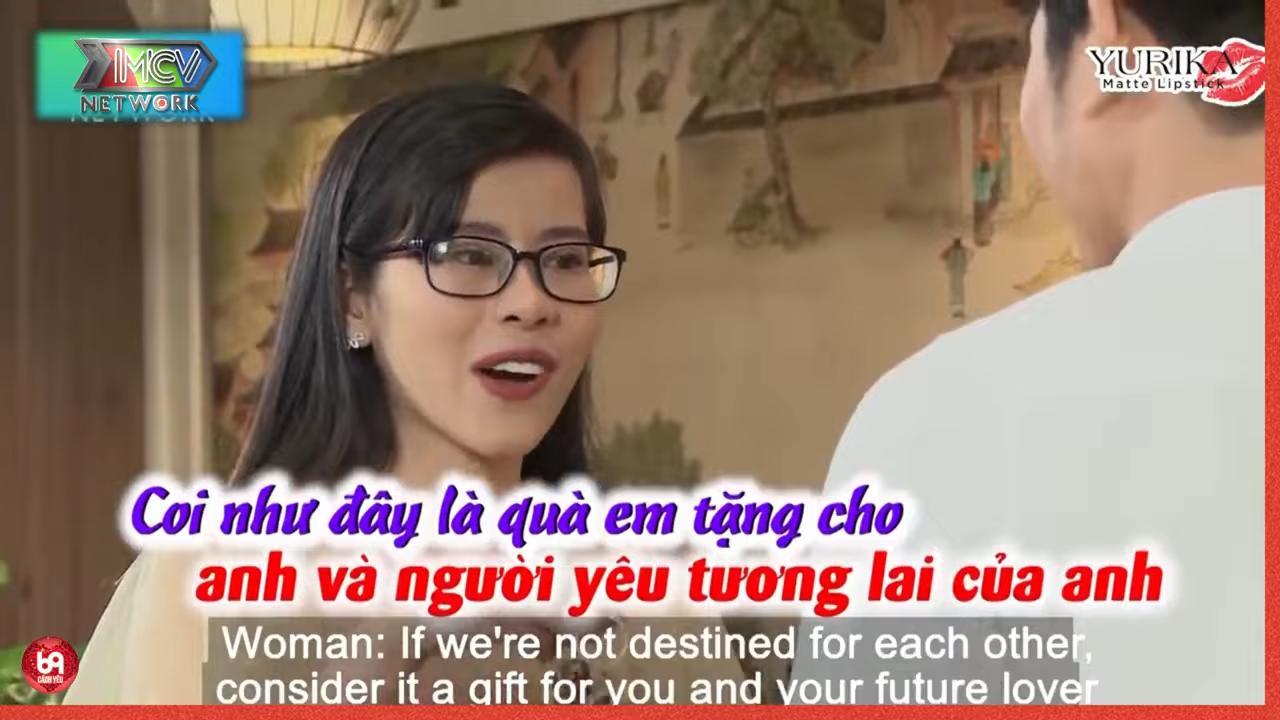 MCV
NETWORK
YURIKA
Matte Lipstick
Coi như đây là quà em tặng cho
anh và người yêu tương lai của anh
Woman: If we're not destined for each other,
consider it a gift for you and your future lover
CÁNH YÊU